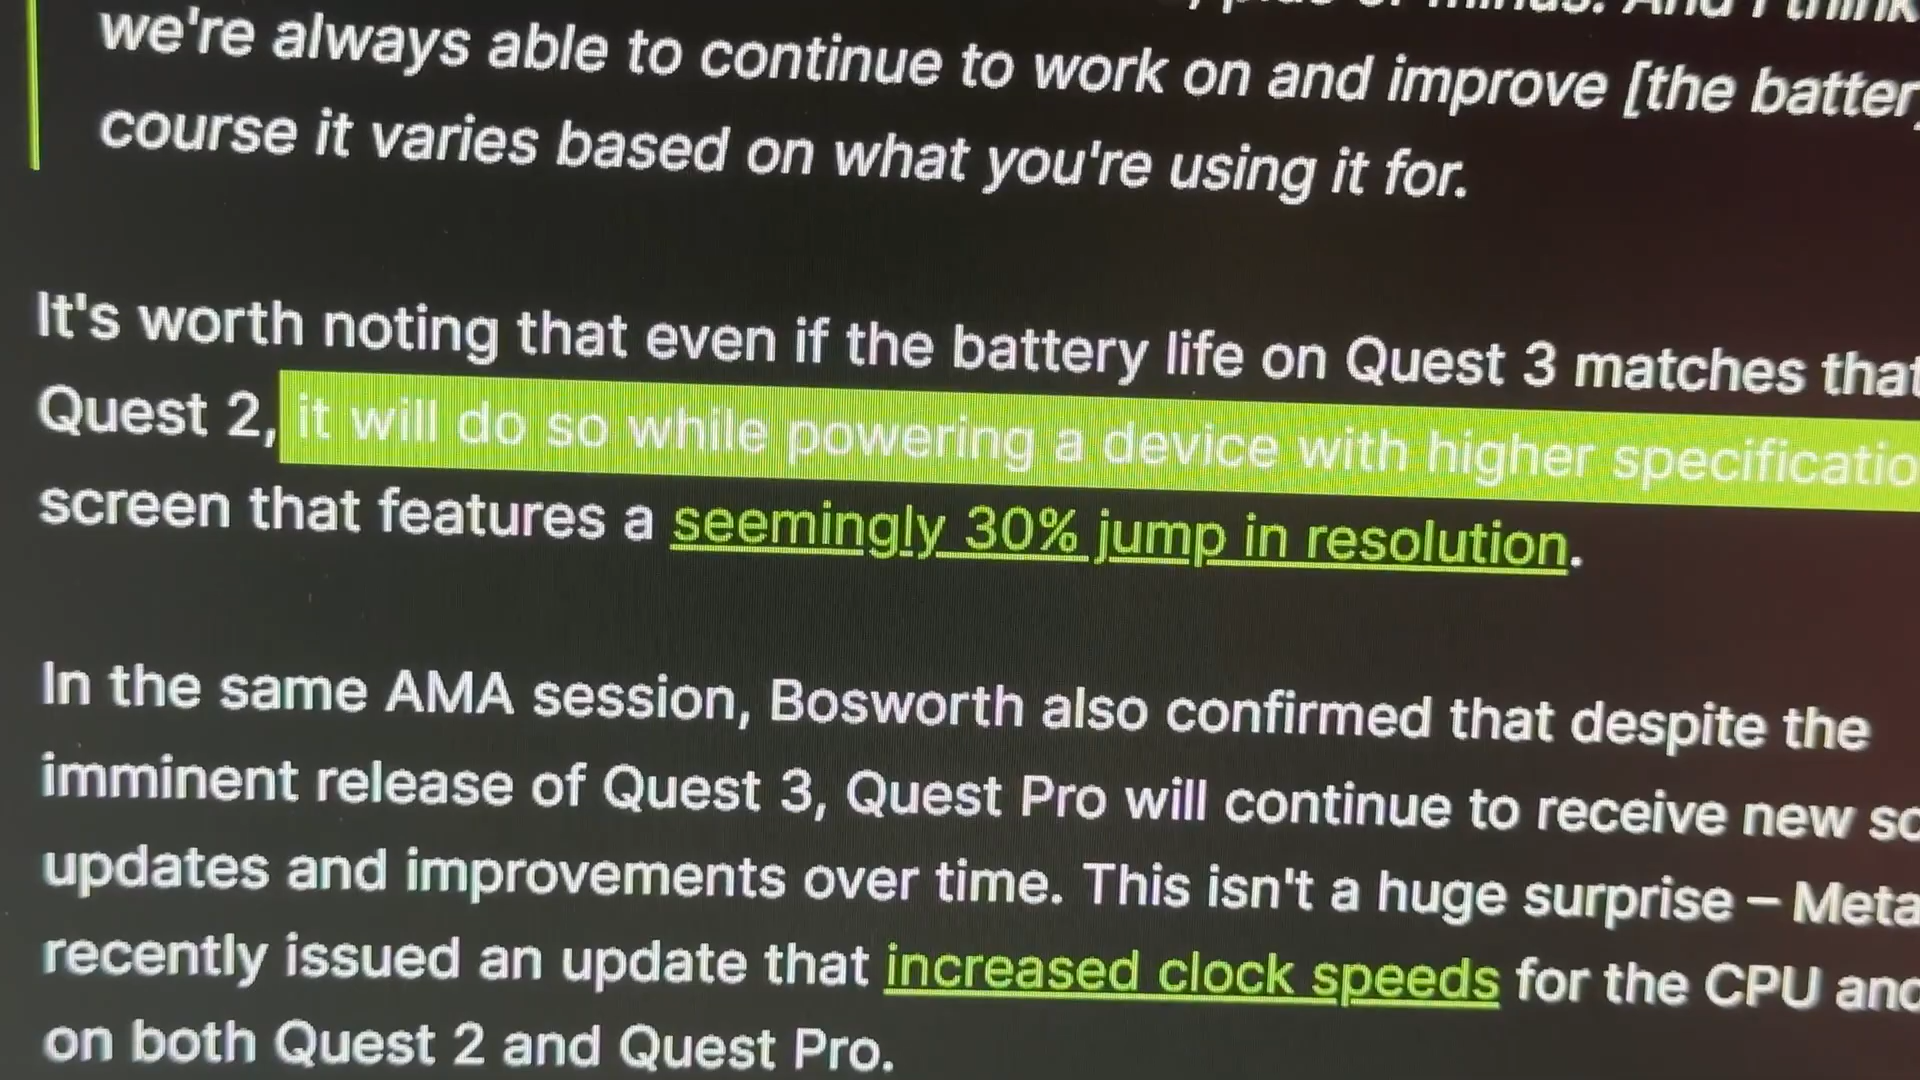 we're always able to continue to work on and improve [the
course it varies based on what you're using it for.
It's worth noting that even if the battery life on Quest 3 matches
Quest 2, it will do so while powering a device with higher
screen that features a seemingly 30% jump in resolution.
In the same AMA session, Bosworth also confirmed that despite the
imminent release of Quest 3, Quest Pro will continue to receive new
updates and improvements over time. This isn't a huge surprise – Meta
recently issued an update that increased clock speeds for the CPU
on both Quest 2 and Quest Pro.